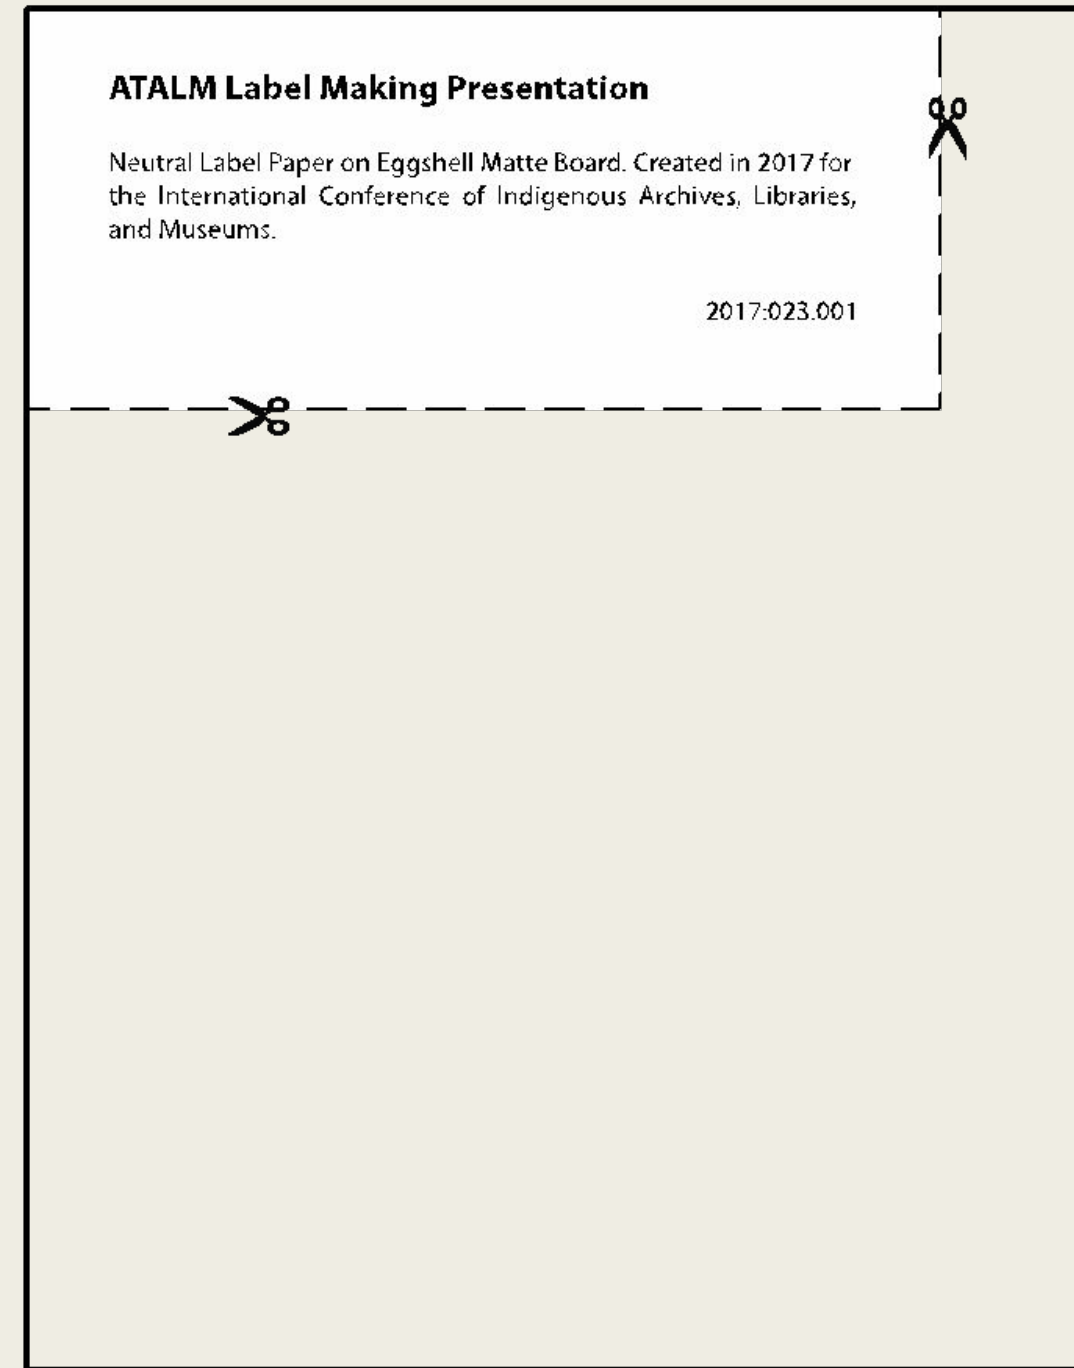 ATALM Label Making Presentation
Neutral Label Paper on Eggshell Matte Board. Created in 2017 for
the International Conference of Indigenous Archives, Libraries,
and Museums.
2017:023.001